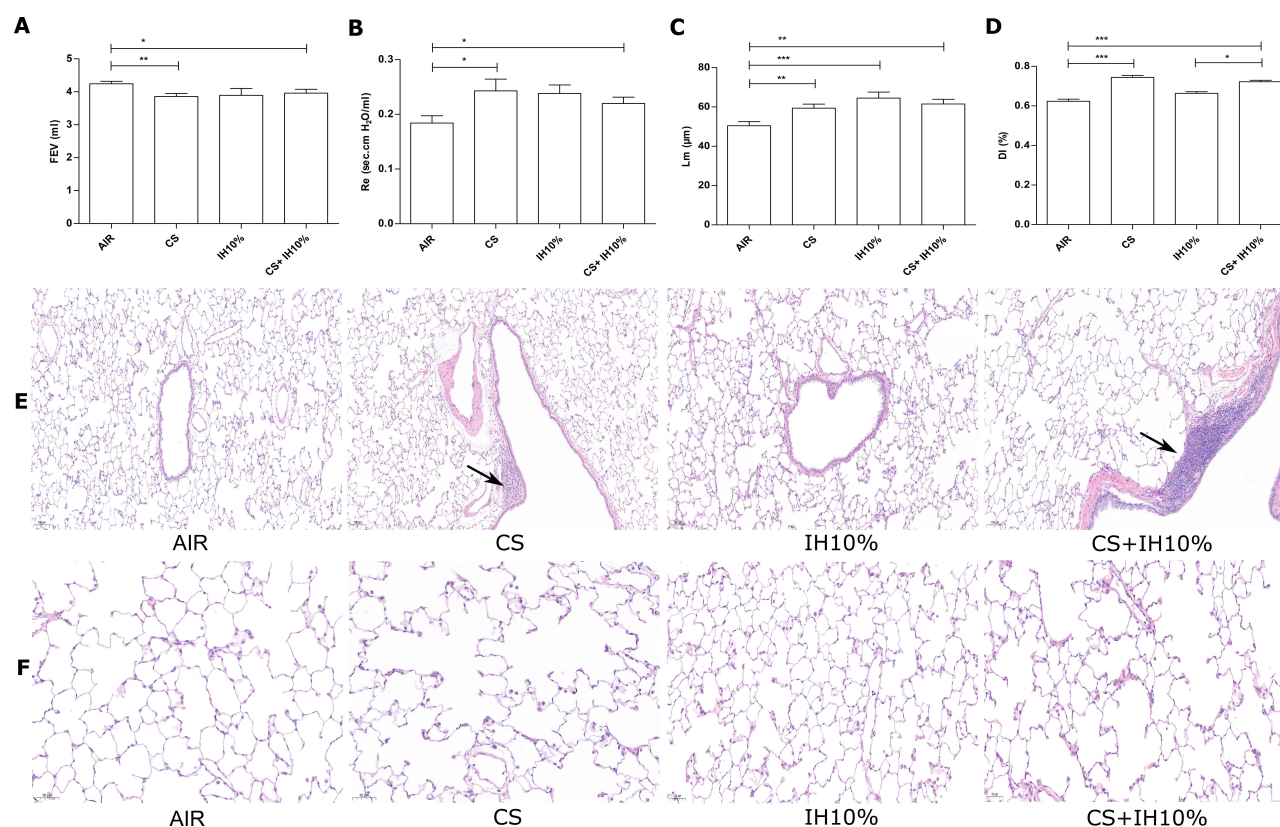 A
FEV (ml)
5
4
3
2
1
0
*
**
AIR
CS
IH10%
CS+ IH10%
B
Re (sec.cm H2O/ml)
0.3
0.2
0.1
0.0
*
*
AIR
CS
IH10%
CS+ IH10%
C
Lm (µm)
80
60
40
20
0
**
***
**
AIR
CS
IH10%
CS+ IH10%
D
DI (%)
0.8
0.6
0.4
0.2
0.0
***
***
*
AIR
CS
IH10%
CS+ IH10%
E
AIR
CS
IH10%
CS+IH10%
F
AIR
CS
IH10%
CS+IH10%